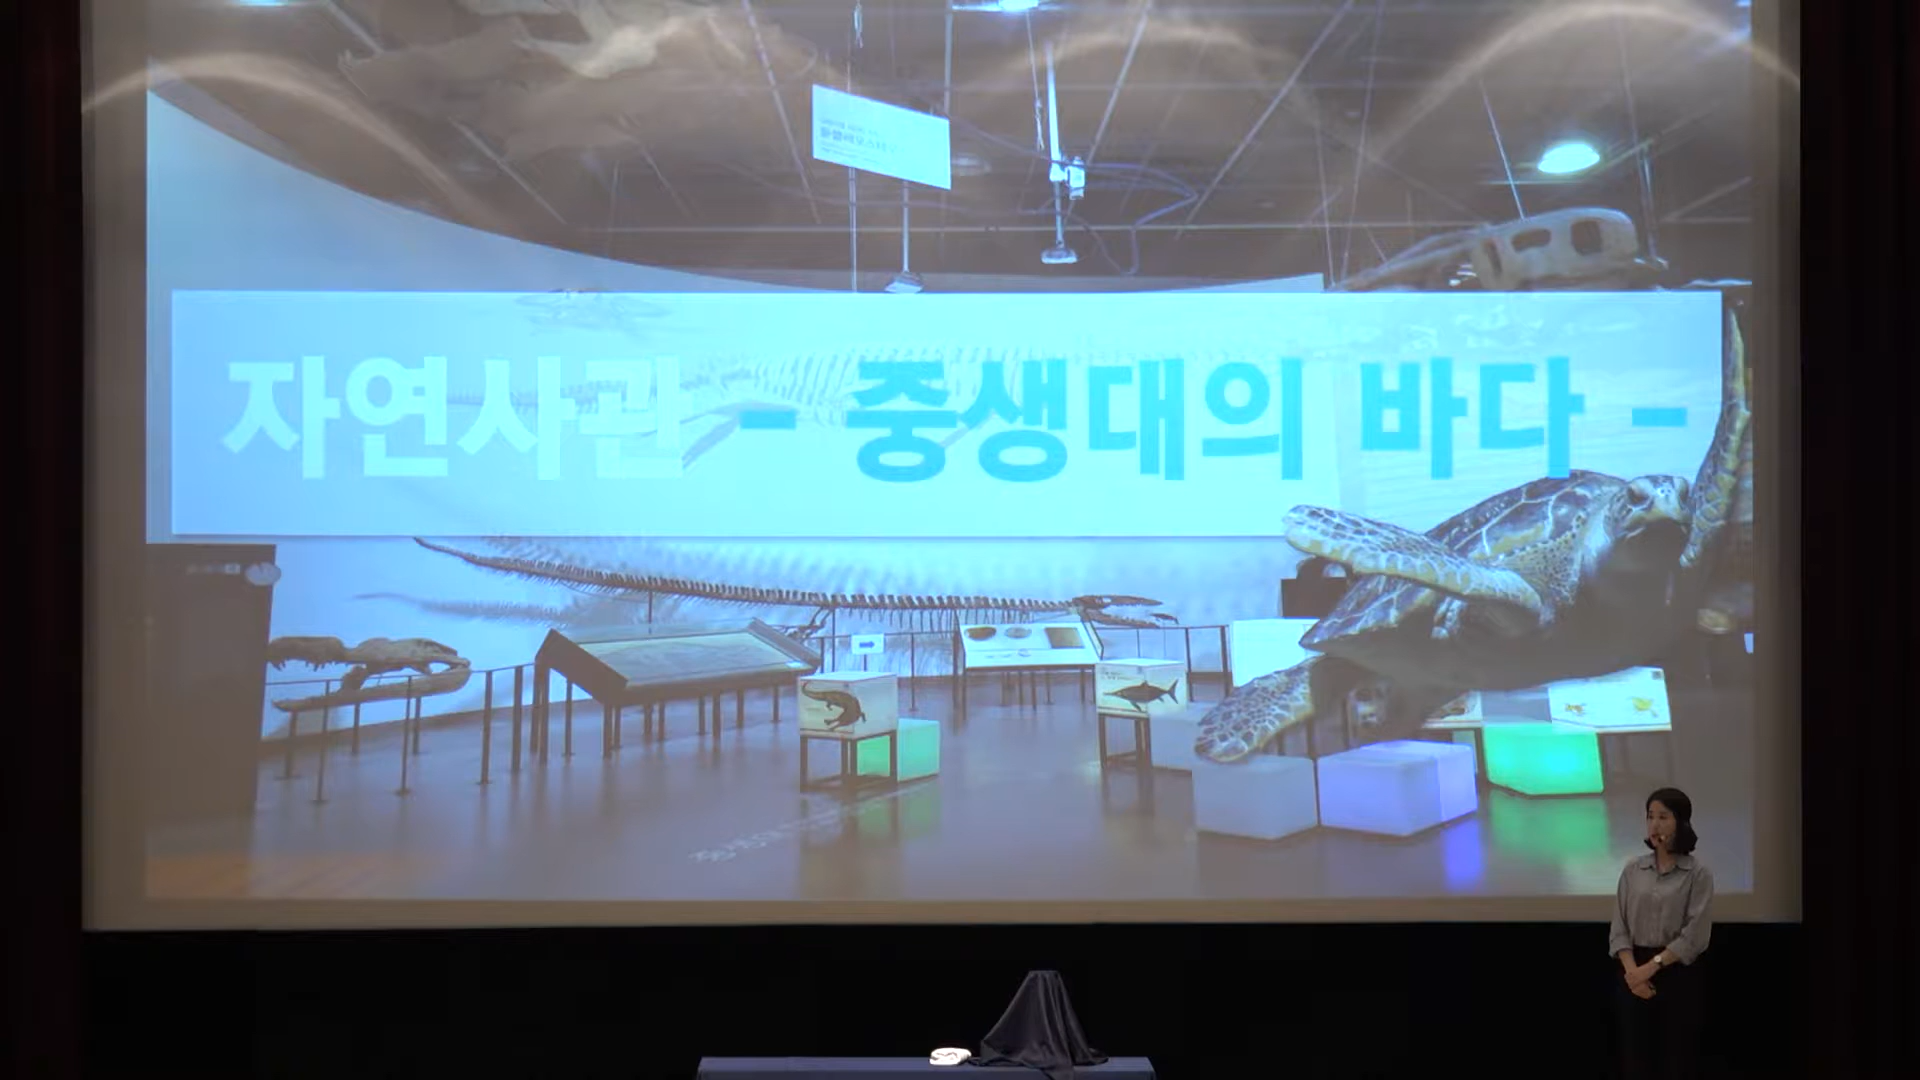 자연사관 - 중생대의 바다 -